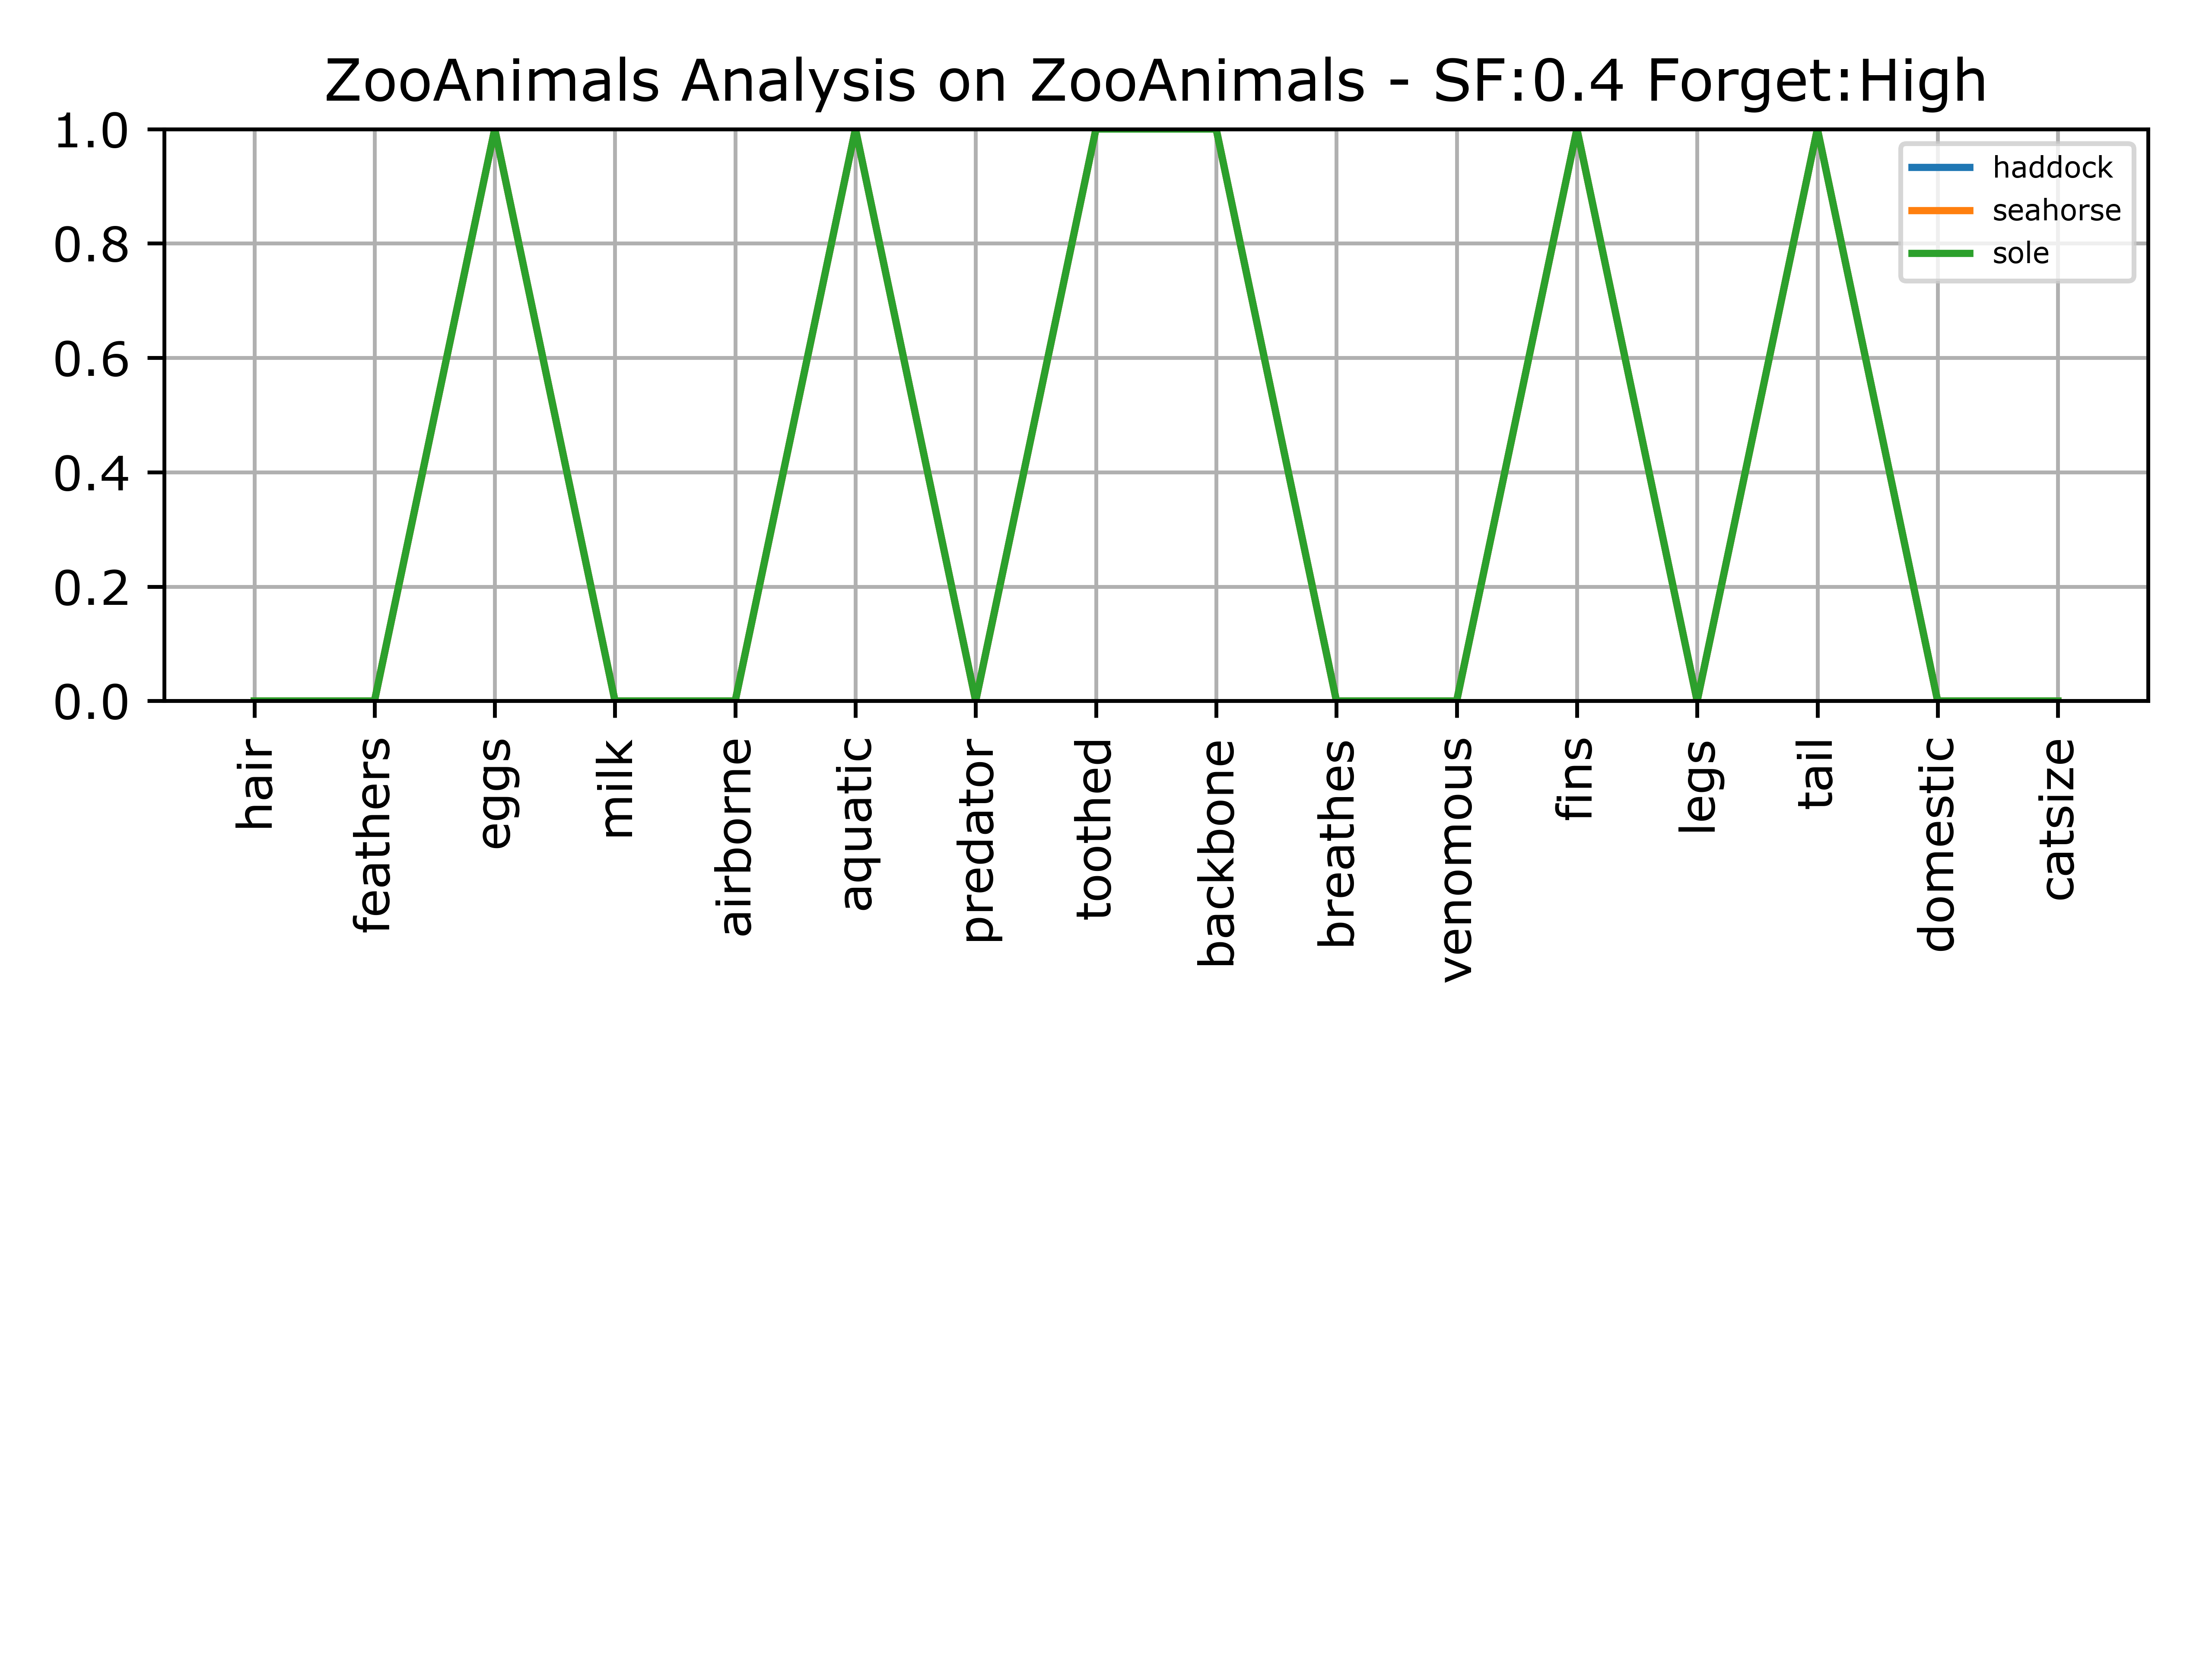 ZooAnimals Analysis on ZooAnimals - SF:0.4 Forget:High
1.0
0.8
0.6
0.4
0.2
0.0
haddock
seahorse
sole
hair
feathers
eggs
milk
airborne
aquatic
predator
toothed
backbone
breathes
venomous
fins
legs
tail
domestic
catsize